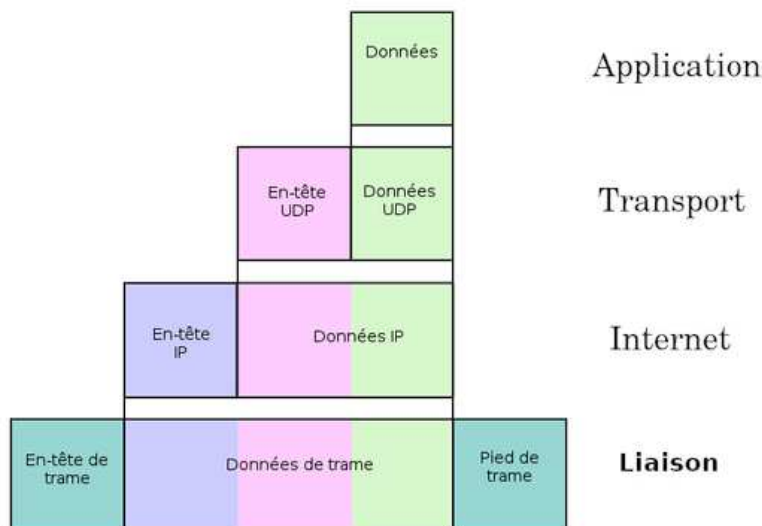 Données
Application
En-tête
UDP
Données
UDP
Transport
En-tête
IP
Données IP
Internet
En-tête de
trame
Données de trame
Pied de
trame
Liaison